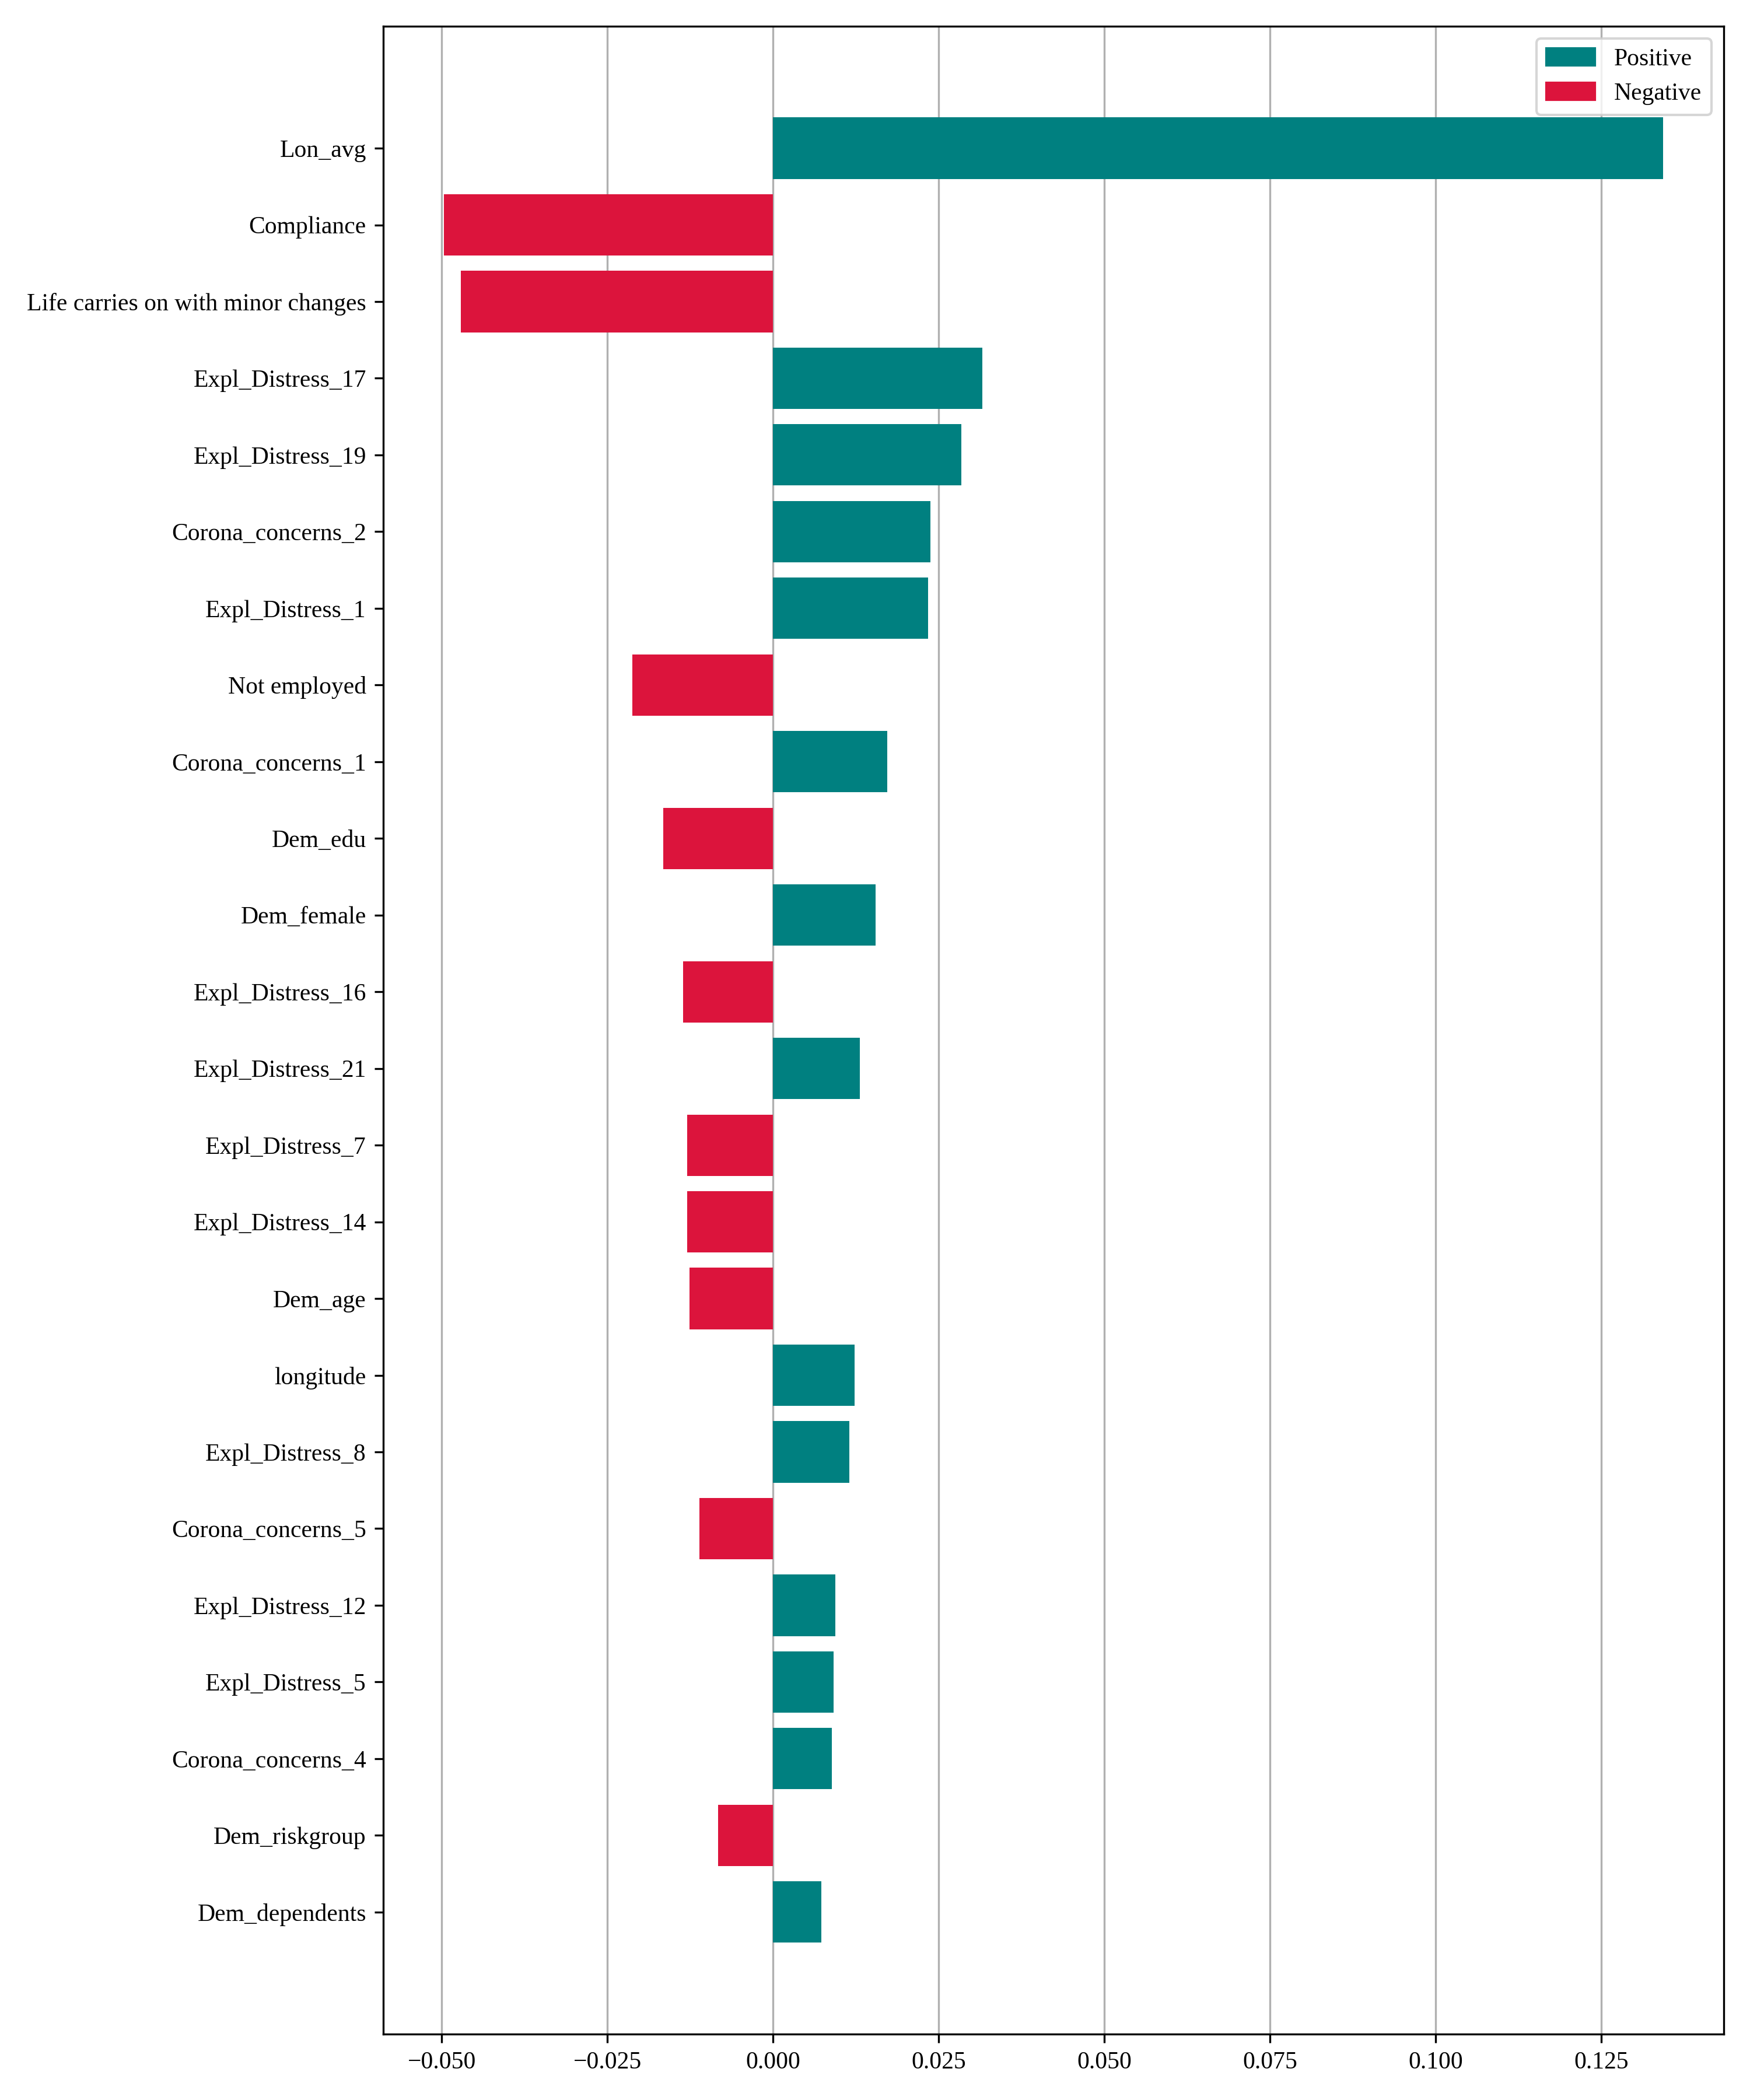 Positive
Negative
Lon_avg
Compliance
Life carries on with minor changes
Expl_Distress_17
Expl_Distress_19
Corona_concerns_2
Expl_Distress_1
Not employed
Corona_concerns_1
Dem_edu
Dem_female
Expl_Distress_16
Expl_Distress_21
Expl_Distress_7
Expl_Distress_14
Dem_age
longitude
Expl_Distress_8
Corona_concerns_5
Expl_Distress_12
Expl_Distress_5
Corona_concerns_4
Dem_riskgroup
Dem_dependents
−0.050 −0.025 0.000 0.025 0.050 0.075 0.100 0.125